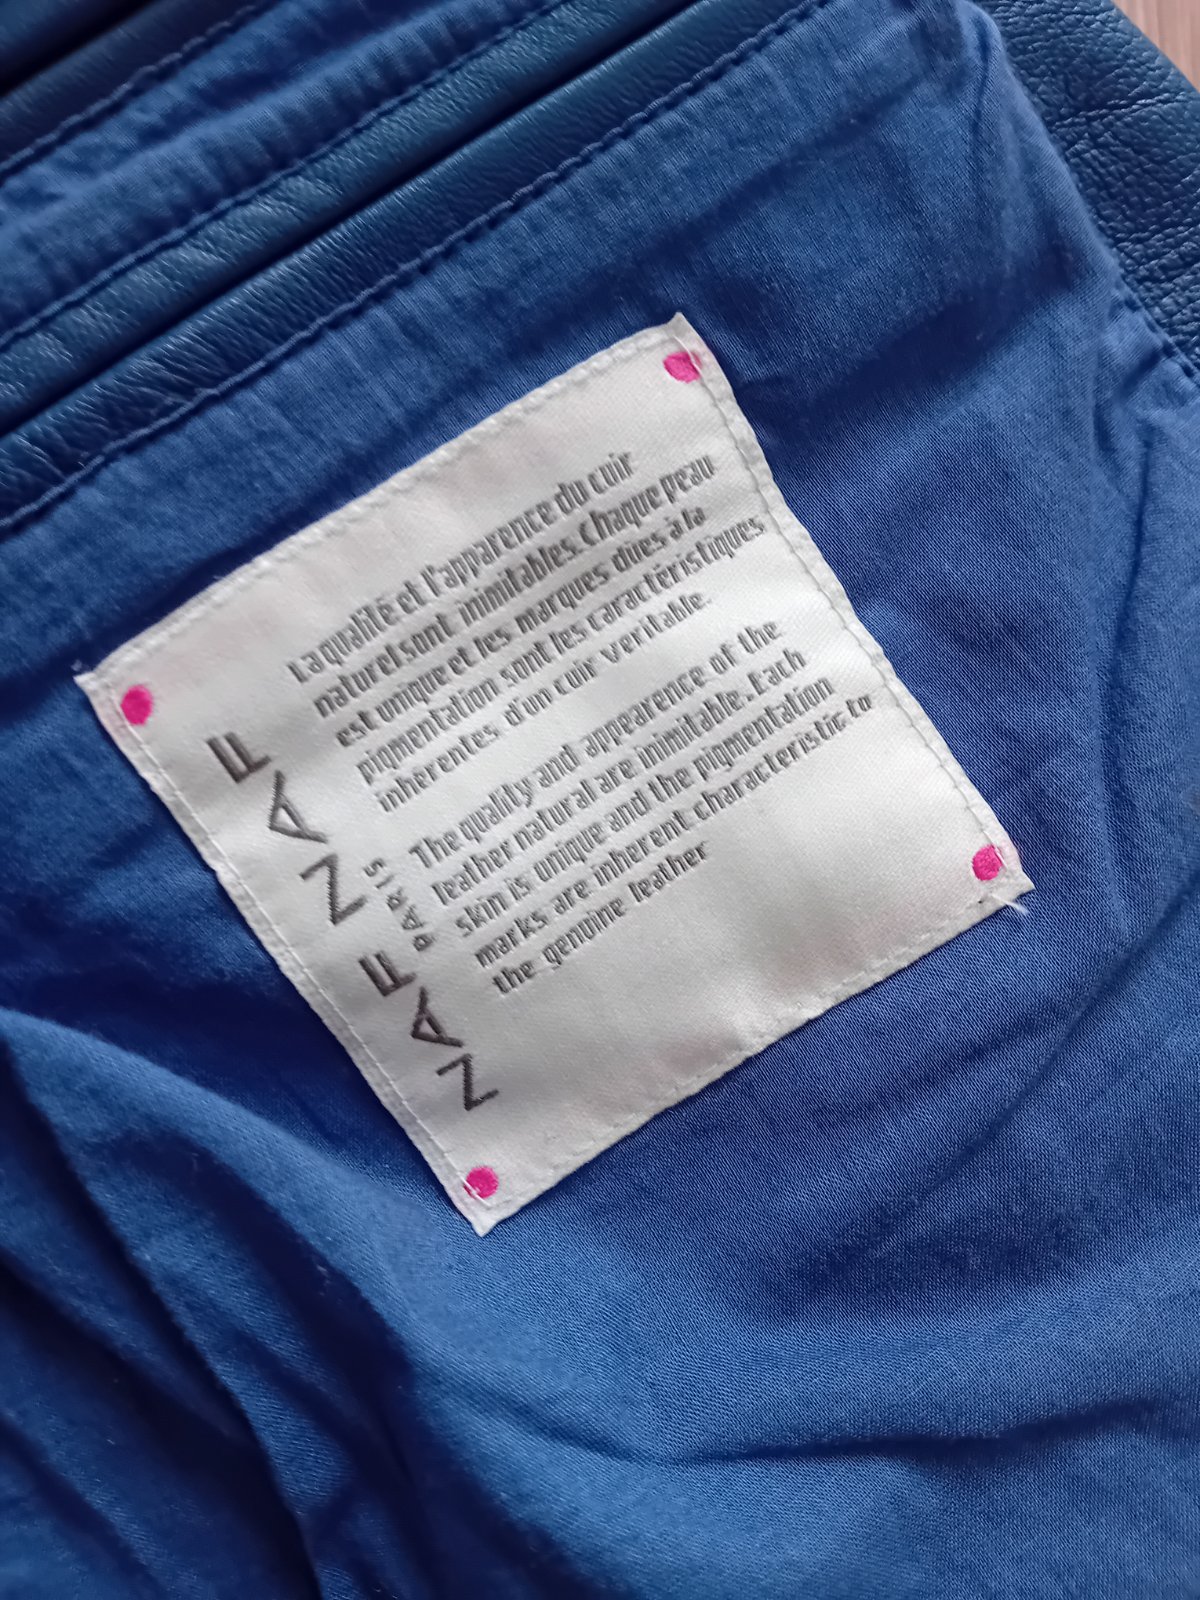 NAF NAF
PARIS
La qualité et l'apparence du cuir
naturel sont inimitables. Chaque peau
est unique et les marques dues à la
pigmentation sont les caractéristiques
inhérentes d'un cuir veritable.
The quality and appearence of the
leather natural are inimitable. Each
skin is unique and the pigmentation
marks are inherent characteristic to
the genuine leather